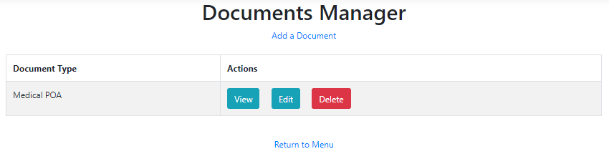 Documents Manager
Add a Document
Document Type Actions
Medical POA View Edit Delete
Return to Menu